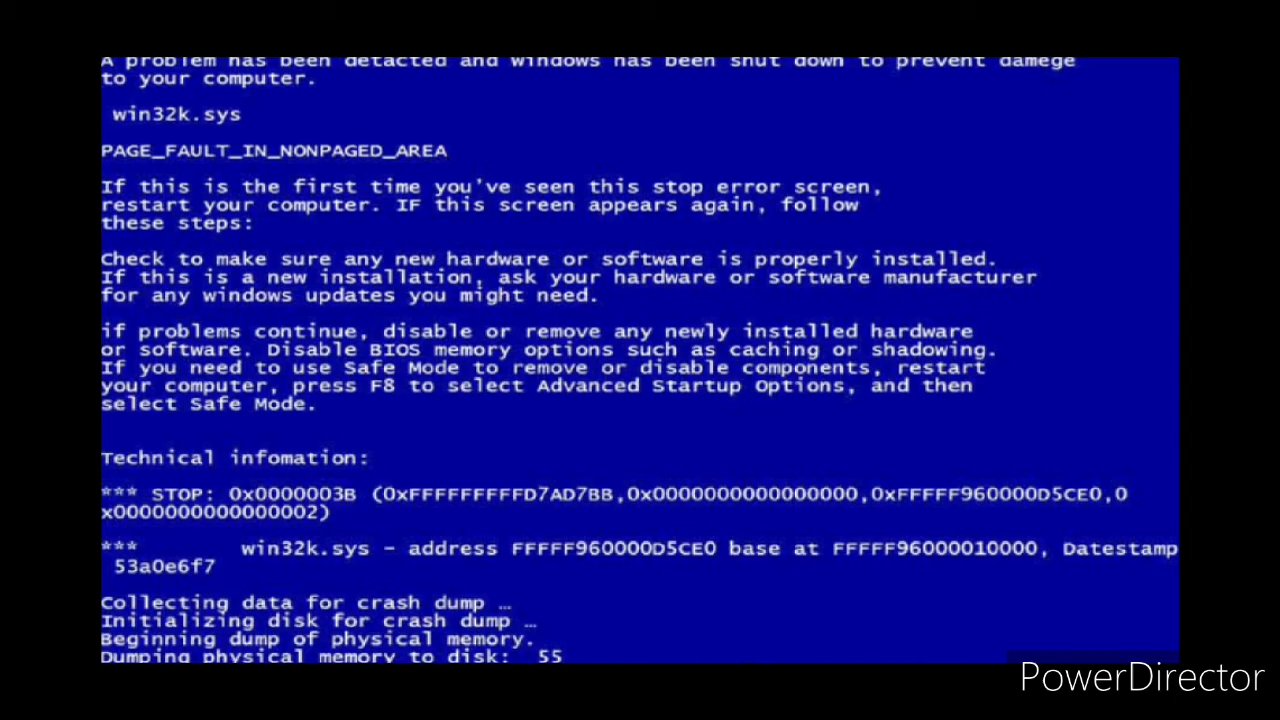 A problem has been detacted and windows has been shut down to prevent damege
to your computer.
win32k.sys
PAGE_FAULT_IN_NONPAGED_AREA
If this is the first time you've seen this stop error screen,
restart your computer. IF this screen appears again, follow
these steps:
Check to make sure any new hardware or software is properly installed.
If this is a new installation, ask your hardware or software manufacturer
for any windows updates you might need.
if problems continue, disable or remove any newly installed hardware
or software. Disable BIOS memory options such as caching or shadowing.
If you need to use Safe Mode to remove or disable components, restart
your computer, press F8 to select Advanced Startup Options, and then
select Safe Mode.
Technical infomation:
*** STOP: 0x0000003B (0xFFFFFFFFFD7AD7BB,0x0000000000000000,0xFFFFF960000D5CE0,0
x0000000000000002)
*** win32k.sys – address FFFFF960000D5CE0 base at FFFFF96000010000, Datestamp
53a0e6f7
Collecting data for crash dump …
Initializing disk for crash dump …
Beginning dump of physical memory.
Dumping physical memory to disk: 55
PowerDirector